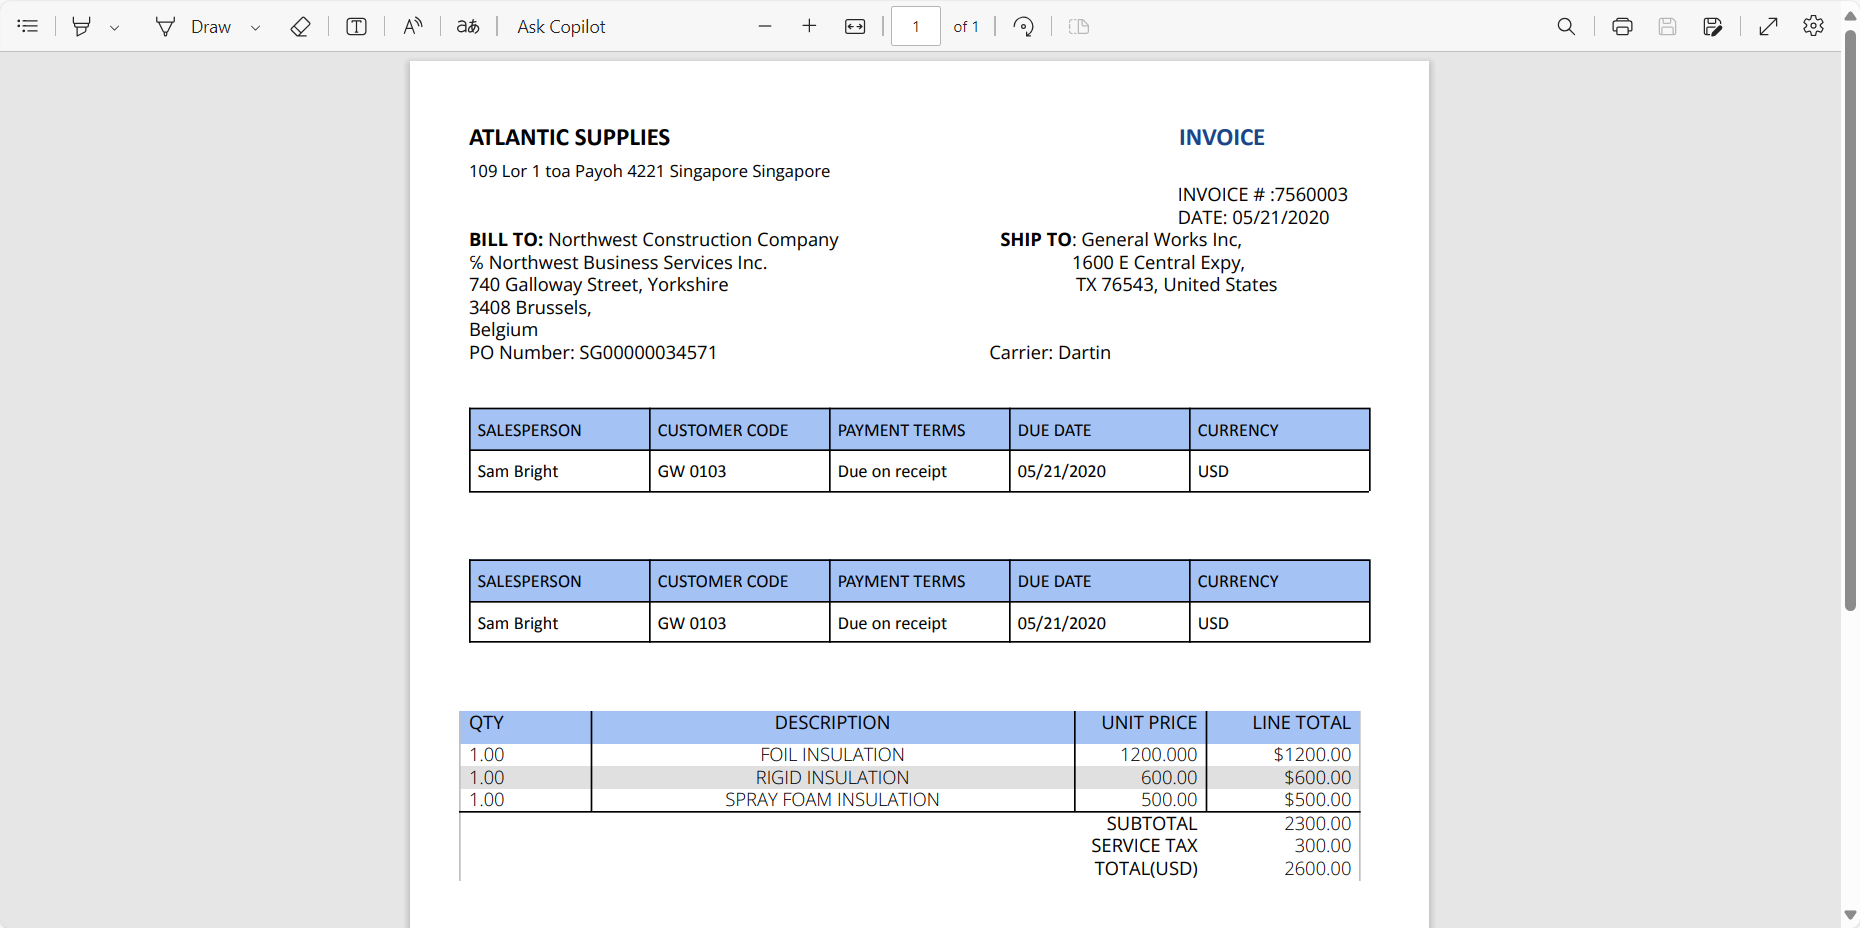 Draw
Ask Copilot
1 of 1
ATLANTIC SUPPLIES INVOICE
109 Lor 1 toa Payoh 4221 Singapore Singapore
INVOICE # :7560003
DATE: 05/21/2020
BILL TO: Northwest Construction Company SHIP TO: General Works Inc,
℅ Northwest Business Services Inc. 1600 E Central Expy,
740 Galloway Street, Yorkshire TX 76543, United States
3408 Brussels,
Belgium
PO Number: SG00000034571 Carrier: Dartin
SALESPERSON CUSTOMER CODE PAYMENT TERMS DUE DATE CURRENCY
Sam Bright GW 0103 Due on receipt 05/21/2020 USD
SALESPERSON CUSTOMER CODE PAYMENT TERMS DUE DATE CURRENCY
Sam Bright GW 0103 Due on receipt 05/21/2020 USD
QTY DESCRIPTION UNIT PRICE LINE TOTAL
1.00 FOIL INSULATION 1200.000 $1200.00
1.00 RIGID INSULATION 600.00 $600.00
1.00 SPRAY FOAM INSULATION 500.00 $500.00
SUBTOTAL 2300.00
SERVICE TAX 300.00
TOTAL(USD) 2600.00